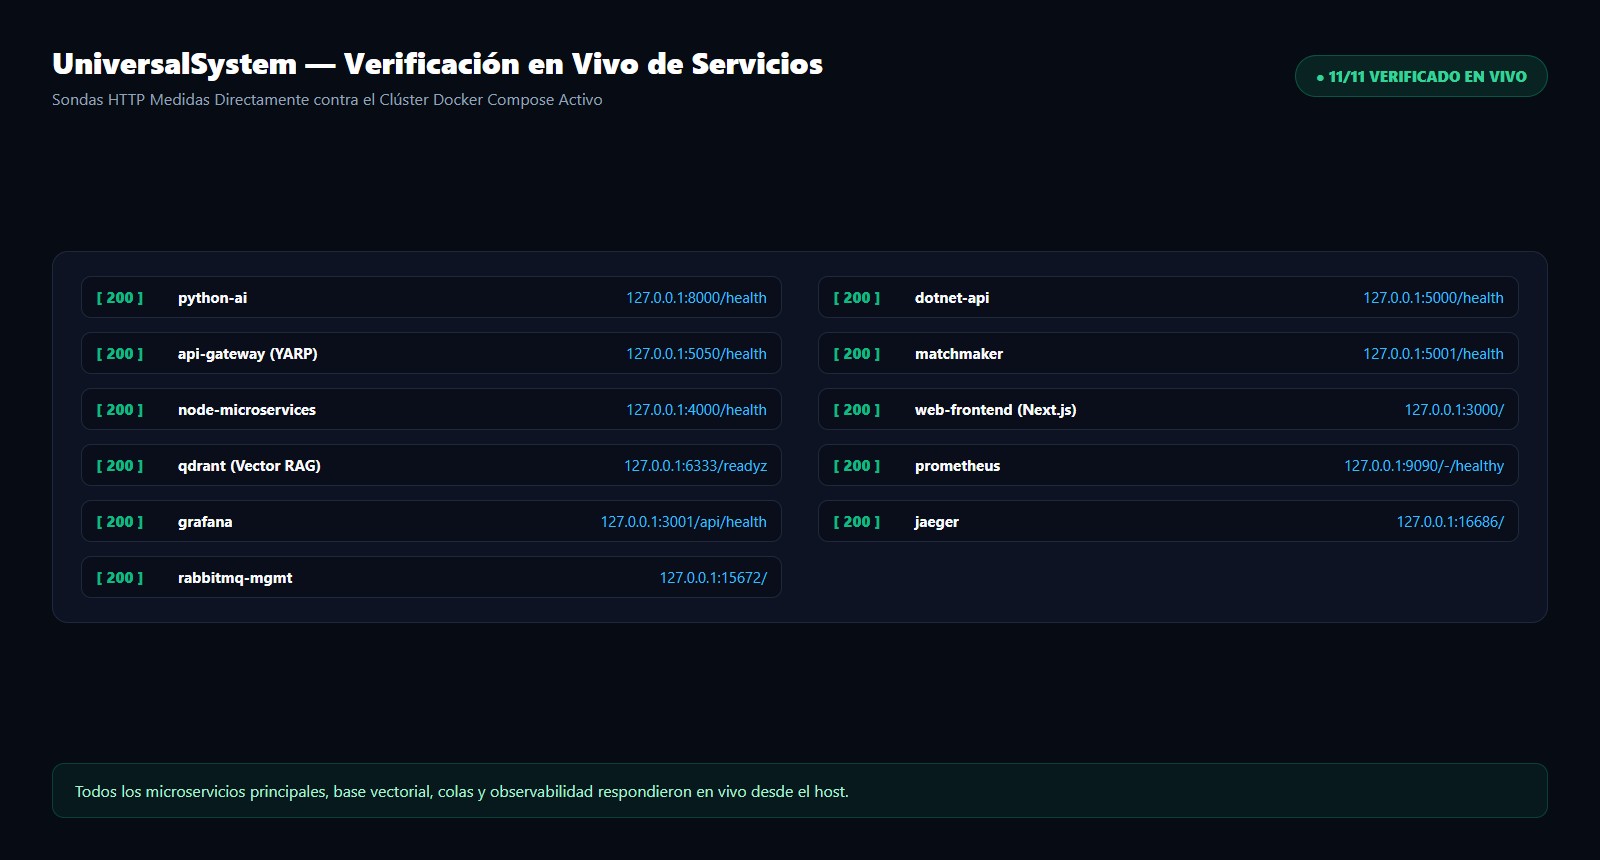 UniversalSystem — Verificación en Vivo de Servicios
Sondas HTTP Medidas Directamente contra el Clúster Docker Compose Activo
● 11/11 VERIFICADO EN VIVO
[ 200 ] python-ai 127.0.0.1:8000/health
[ 200 ] dotnet-api 127.0.0.1:5000/health
[ 200 ] api-gateway (YARP) 127.0.0.1:5050/health
[ 200 ] matchmaker 127.0.0.1:5001/health
[ 200 ] node-microservices 127.0.0.1:4000/health
[ 200 ] web-frontend (Next.js) 127.0.0.1:3000/
[ 200 ] qdrant (Vector RAG) 127.0.0.1:6333/readyz
[ 200 ] prometheus 127.0.0.1:9090/-/healthy
[ 200 ] grafana 127.0.0.1:3001/api/health
[ 200 ] jaeger 127.0.0.1:16686/
[ 200 ] rabbitmq-mgmt 127.0.0.1:15672/
Todos los microservicios principales, base vectorial, colas y observabilidad respondieron en vivo desde el host.